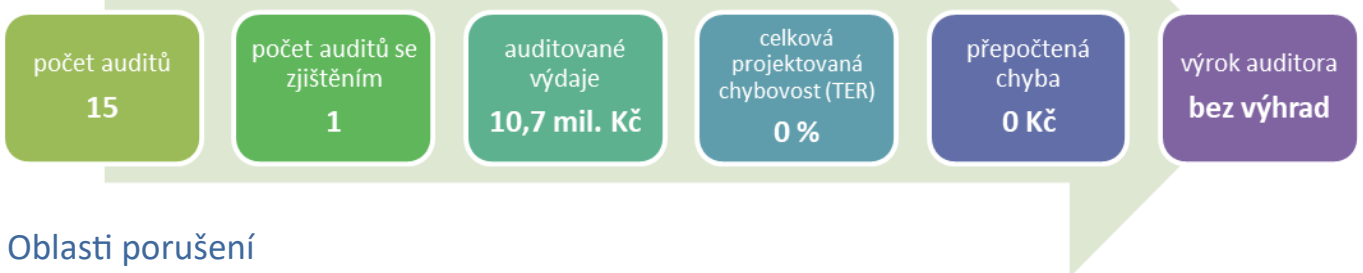 počet auditů
15
počet auditů se
zjištěním
1
auditované
výdaje
10,7 mil. Kč
celková
projektovaná
chybovost (TER)
0 %
přepočtená
chyba
0 Kč
výrok auditora
bez výhrad
Oblasti porušení